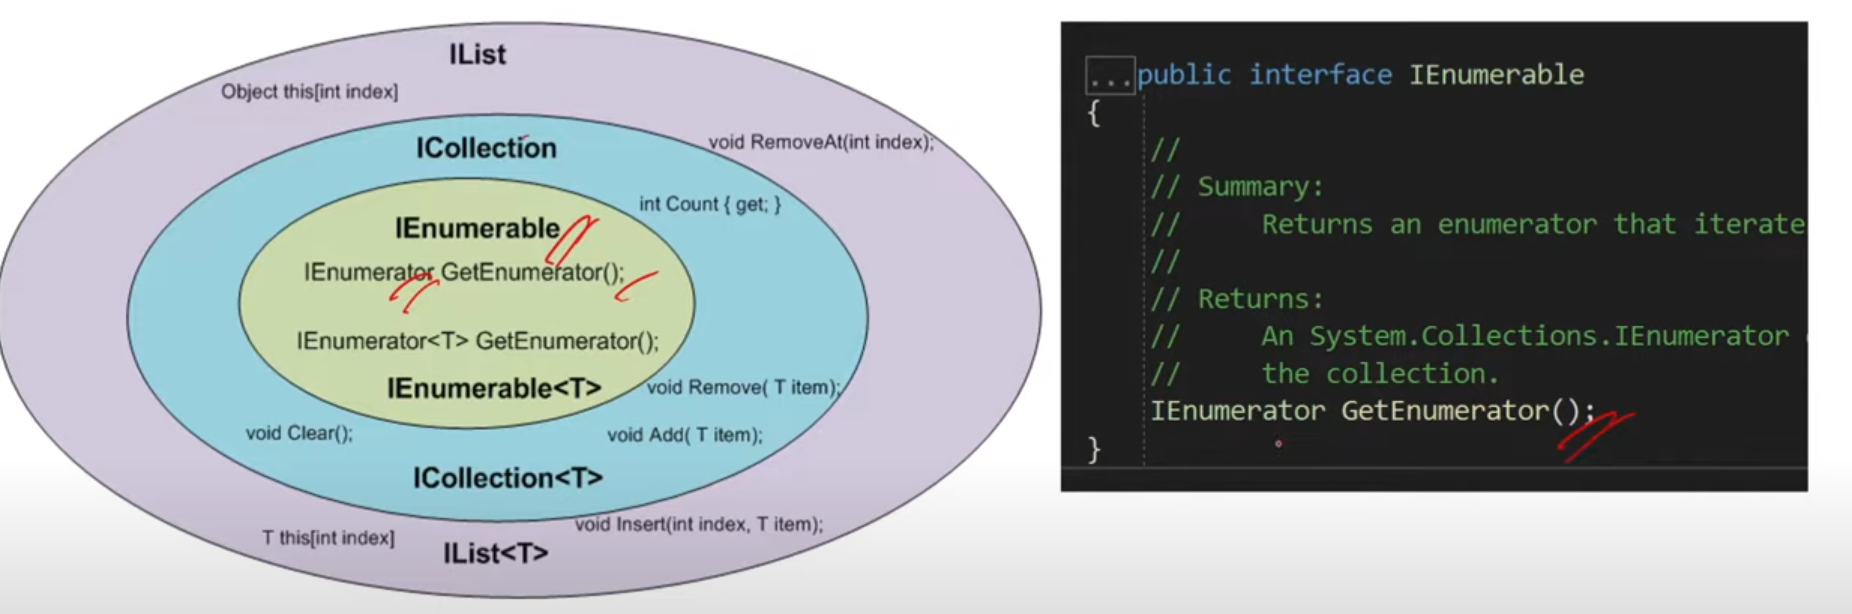 IList
Object this[int index]
ICollection
void RemoveAt(int index);
int Count { get; }
IEnumerable
IEnumerator GetEnumerator();
IEnumerator<T> GetEnumerator();
IEnumerable<T>
void Remove( T item);
void Clear();
void Add( T item);
ICollection<T>
void Insert(int index, T item);
T this[int index]
IList<T>
...public interface IEnumerable
{
//
// Summary:
// Returns an enumerator that iterate
//
// Returns:
// An System.Collections.IEnumerator
// the collection.
IEnumerator GetEnumerator();
}